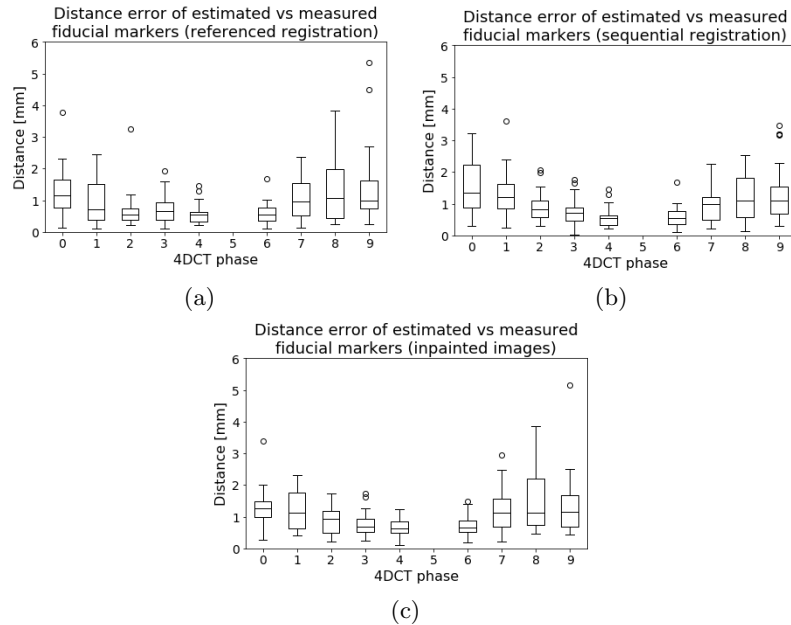 Distance error of estimated vs measured
fiducial markers (referenced registration)
6
5
4
3
2
1
0
Distance [mm]
0 1 2 3 4 5 6 7 8 9
4DCT phase
(a)
Distance error of estimated vs measured
fiducial markers (sequential registration)
6
5
4
3
2
1
0
Distance [mm]
0 1 2 3 4 5 6 7 8 9
4DCT phase
(b)
Distance error of estimated vs measured
fiducial markers (inpainted images)
6
5
4
3
2
1
0
Distance [mm]
0 1 2 3 4 5 6 7 8 9
4DCT phase
(c)